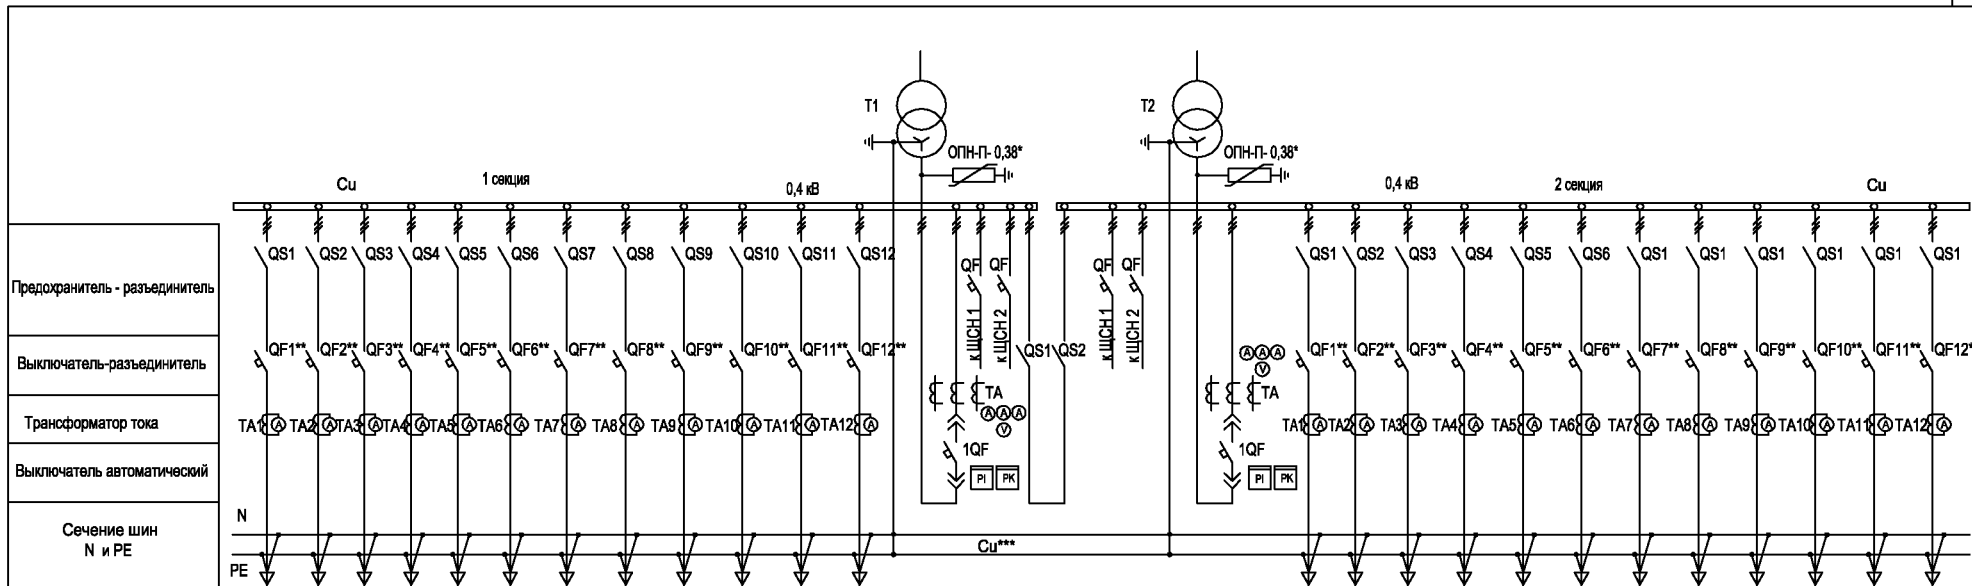 T1
T2
ОПН-П- 0,38*
ОПН-П- 0,38*
Cu
1 секция
0,4 кВ
0,4 кВ
2 секция
Cu
Предохранитель - разъединитель
QS1 QS2 QS3 QS4 QS5 QS6 QS7 QS8 QS9 QS10 QS11 QS12
QF QF
QF QF
QS1 QS2 QS3 QS4 QS5 QS6 QS1 QS1 QS1 QS1 QS1 QS1
к ЩСН 1
к ЩСН 2
QS1 QS2
к ЩСН 1
к ЩСН 2
Выключатель-разъединитель
QF1** QF2** QF3** QF4** QF5** QF6** QF7** QF8** QF9** QF10** QF11** QF12**
A A A
V
QF1** QF2** QF3** QF4** QF5** QF6** QF7** QF8** QF9** QF10** QF11** QF12*
TA
A A A
V
TA
Трансформатор тока
TA1 A TA2 A TA3 A TA4 A TA5 A TA6 A TA7 A TA8 A TA9 A TA10 A TA11 A TA12 A
TA1 A TA2 A TA3 A TA4 A TA5 A TA6 A TA7 A TA8 A TA9 A TA10 A TA11 A TA12 A
Выключатель автоматический
1QF
PI PK
1QF
PI PK
Сечение шин
N и PE
N
Cu***
PE